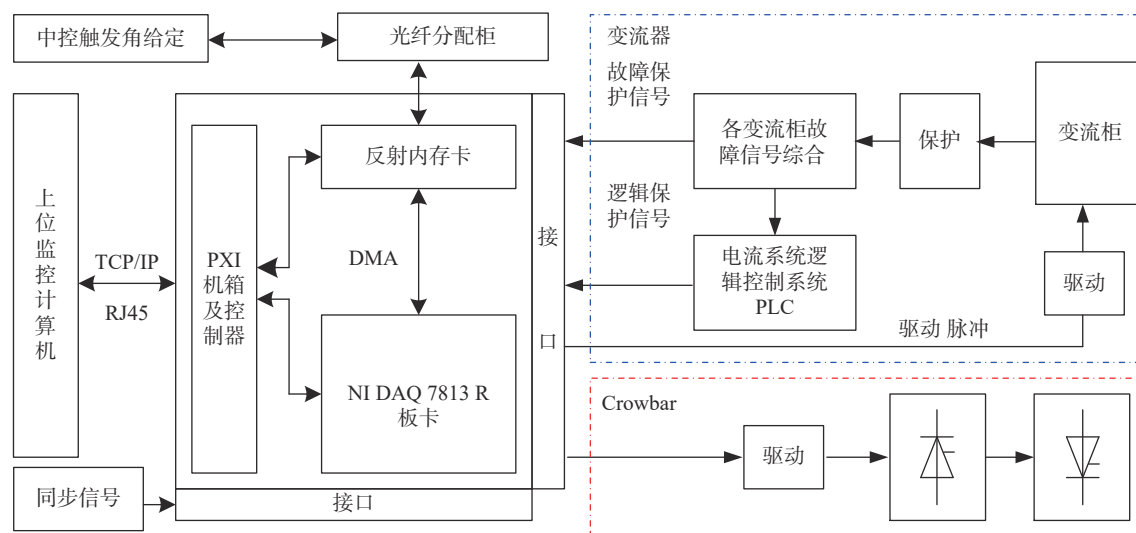 中控触发角给定
光纤分配柜
变流器
故障保
护信号
各变流柜故
障信号综合
保护
变流柜
反射内存卡
逻辑保
护信号
上
位
监
控
计
算
机
TCP/IP
RJ45
PXI
机箱
及控
制器
DMA
接
口
电流系统逻
辑控制系统
PLC
驱动
驱动 脉冲
NI DAQ 7813 R
板卡
Crowbar
驱动
同步信号
接口